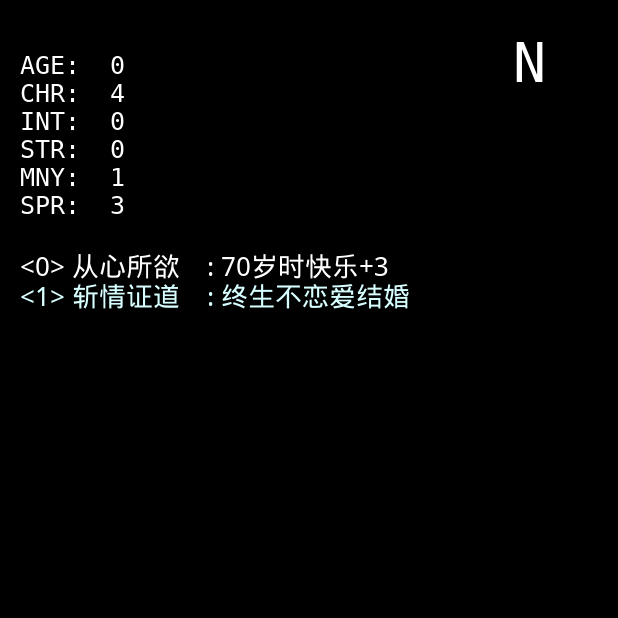 N
AGE: 0
CHR: 4
INT: 0
STR: 0
MNY: 1
SPR: 3
<0> 从心所欲 : 70岁时快乐+3
<1> 斩情证道 : 终生不恋爱结婚